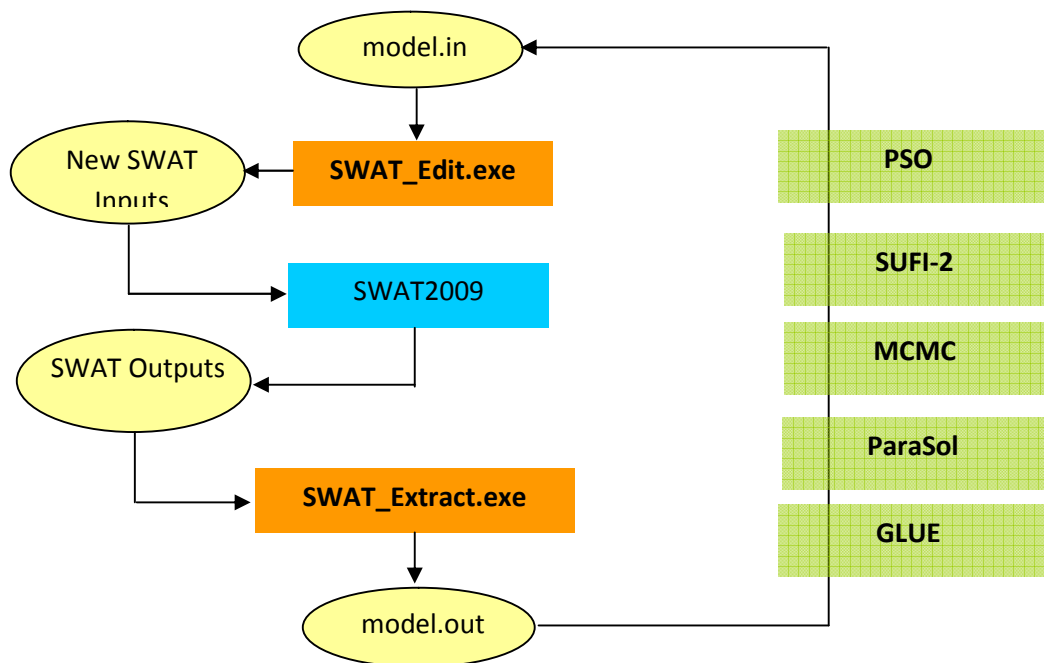 model.in
New SWAT
Inputs
SWAT_Edit.exe
SWAT2009
SWAT Outputs
SWAT_Extract.exe
model.out
PSO
SUFI-2
MCMC
ParaSol
GLUE